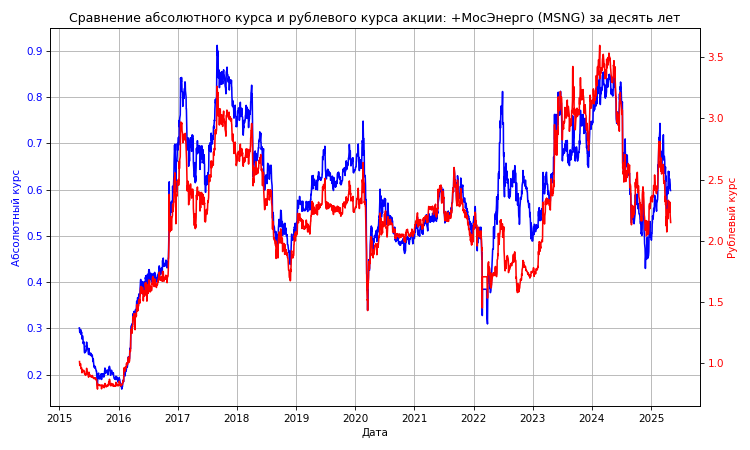 Сравнение абсолютного курса и рублевого курса акции: +МосЭнерго (MSNG) за десять лет
Абсолютный курс
0.9
0.8
0.7
0.6
0.5
0.4
0.3
0.2
3.5
3.0
2.5
2.0
1.5
1.0
Рублевый курс
2015 2016 2017 2018 2019 2020 2021 2022 2023 2024 2025
Дата